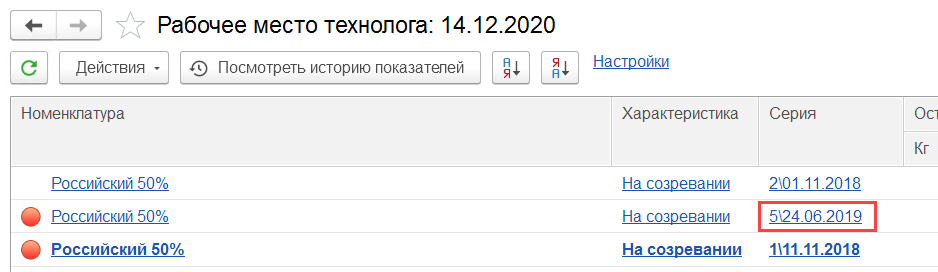 Рабочее место технолога: 14.12.2020
Действия Посмотреть историю показателей А Я Я А Настройки
Номенклатура Характеристика Серия Ост
Кг
Российский 50% На созревании 2\01.11.2018
Российский 50% На созревании 5\24.06.2019
Российский 50% На созревании 1\11.11.2018